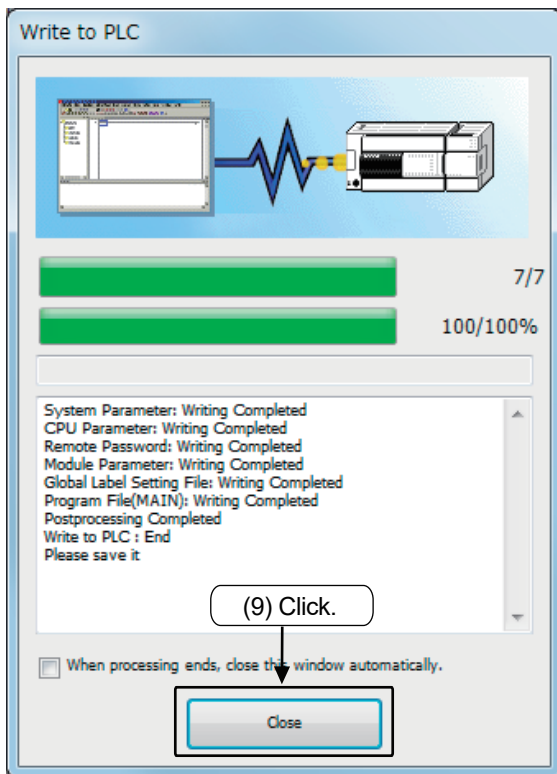 Write to PLC
7/7
100/100%
System Parameter: Writing Completed
CPU Parameter: Writing Completed
Remote Password: Writing Completed
Module Parameter: Writing Completed
Global Label Setting File: Writing Completed
Program File(MAIN): Writing Completed
Postprocessing Completed
Write to PLC : End
Please save it
(9) Click.
When processing ends, close this window automatically.
Close